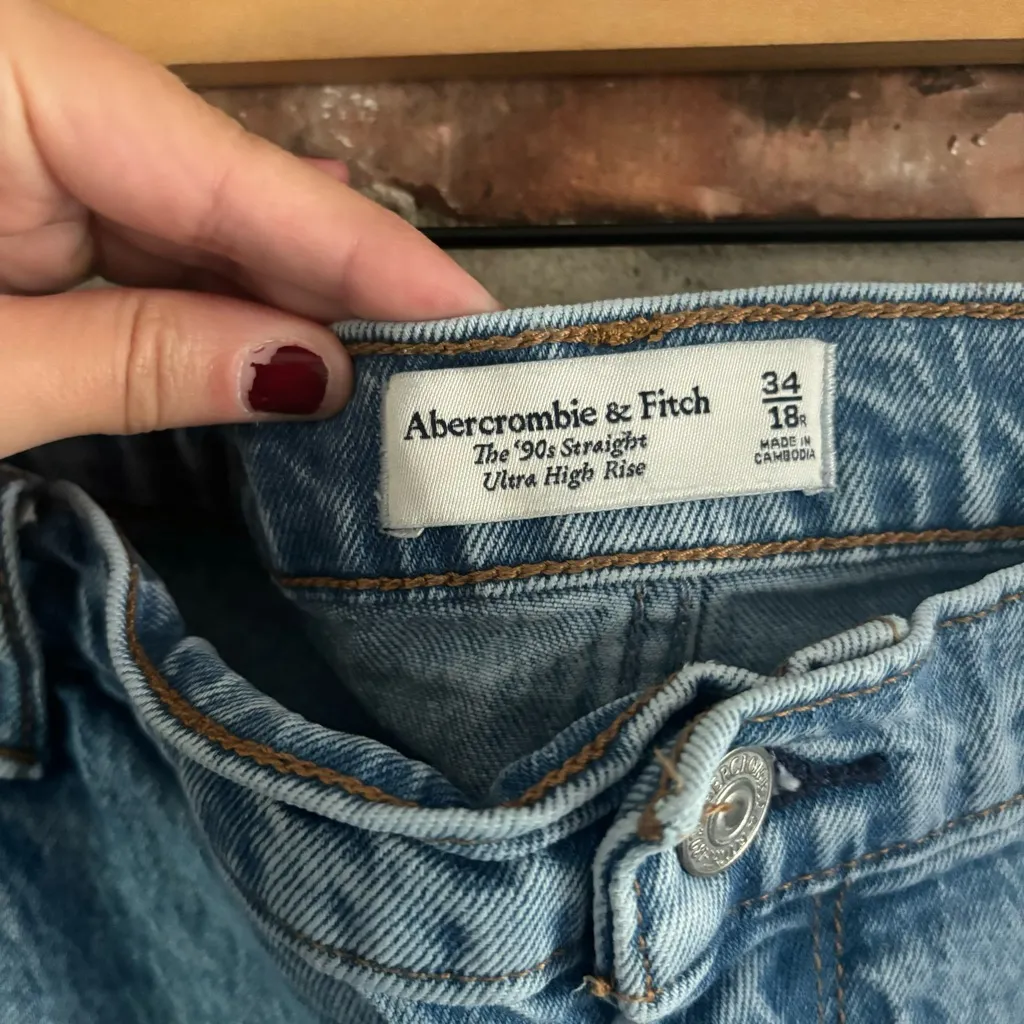 Abercrombie & Fitch
The '90s Straight
Ultra High Rise
34
18R
MADE IN
CAMBODIA